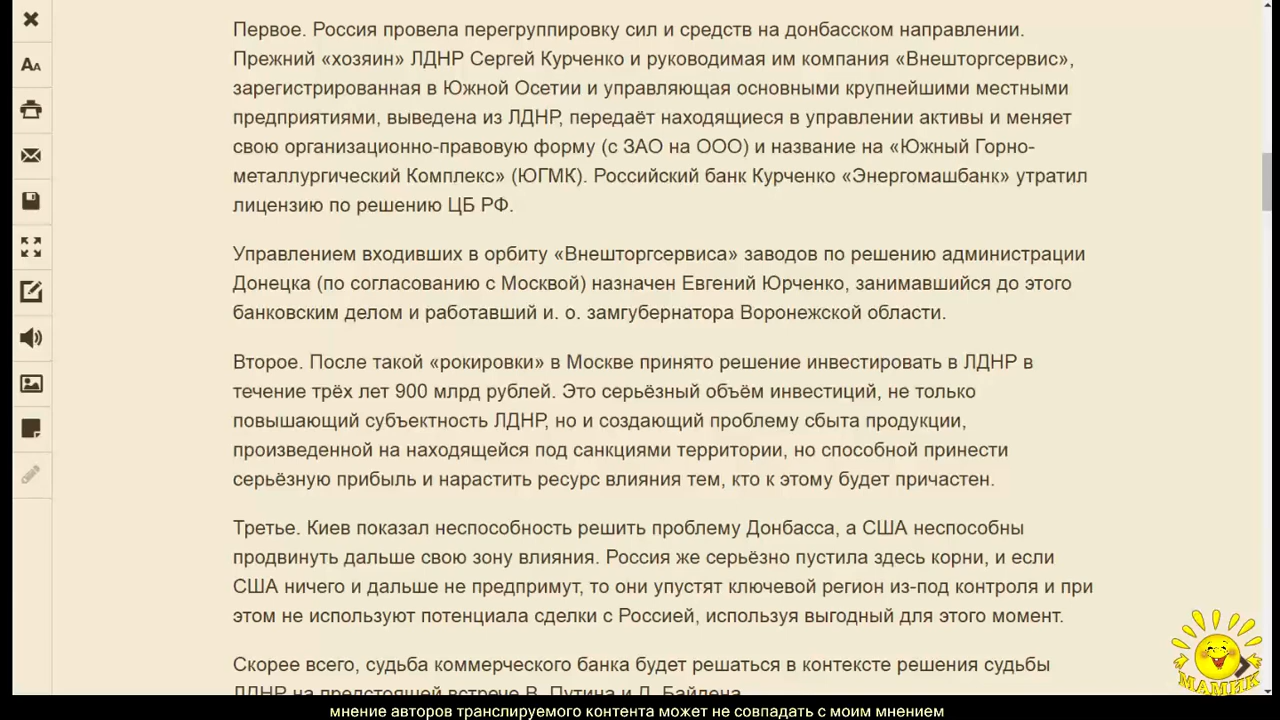 Первое. Россия провела перегруппировку сил и средств на донбасском направлении.
Прежний «хозяин» ЛДНР Сергей Курченко и руководимая им компания «Внешторгсервис»,
зарегистрированная в Южной Осетии и управляющая основными крупнейшими местными
предприятиями, выведена из ЛДНР, передаёт находящиеся в управлении активы и меняет
свою организационно-правовую форму (с ЗАО на ООО) и название на «Южный Горно-
металлургический Комплекс» (ЮГМК). Российский банк Курченко «Энергомашбанк» утратил
лицензию по решению ЦБ РФ.
Управлением входивших в орбиту «Внешторгсервиса» заводов по решению администрации
Донецка (по согласованию с Москвой) назначен Евгений Юрченко, занимавшийся до этого
банковским делом и работавший и. о. замгубернатора Воронежской области.
Второе. После такой «рокировки» в Москве принято решение инвестировать в ЛДНР в
течение трёх лет 900 млрд рублей. Это серьёзный объём инвестиций, не только
повышающий субъектность ЛДНР, но и создающий проблему сбыта продукции,
произведенной на находящейся под санкциями территории, но способной принести
серьёзную прибыль и нарастить ресурс влияния тем, кто к этому будет причастен.
Третье. Киев показал неспособность решить проблему Донбасса, а США неспособны
продвинуть дальше свою зону влияния. Россия же серьёзно пустила здесь корни, и если
США ничего и дальше не предпримут, то они упустят ключевой регион из-под контроля и при
этом не используют потенциала сделки с Россией, используя выгодный для этого момент.
Скорее всего, судьба коммерческого банка будет решаться в контексте решения судьбы
ЛДНР на предстоящей встрече В. Путина и Д. Байдена.
МАМИК
мнение авторов транслируемого контента может не совпадать с моим мнением